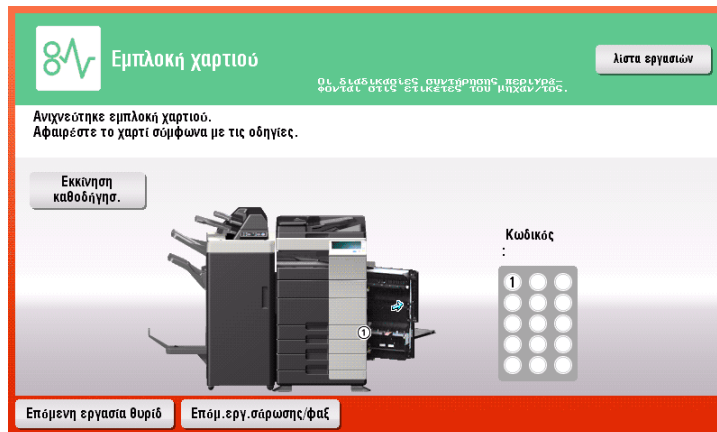 Εμπλοκή χαρτιού
λίστα εργασιών
Οι διαδικασίες συντήρησης περιγρά-
φονται στις ετικέτες του μηχαν/τος.
Ανιχνεύτηκε εμπλοκή χαρτιού.
Αφαιρέστε το χαρτί σύμφωνα με τις οδηγίες.
Εκκίνηση
καθοδήγησ.
Κωδικός
:
1
1
Επόμενη εργασία θυρίδ
Επόμ.εργ.σάρωσης/φαξ